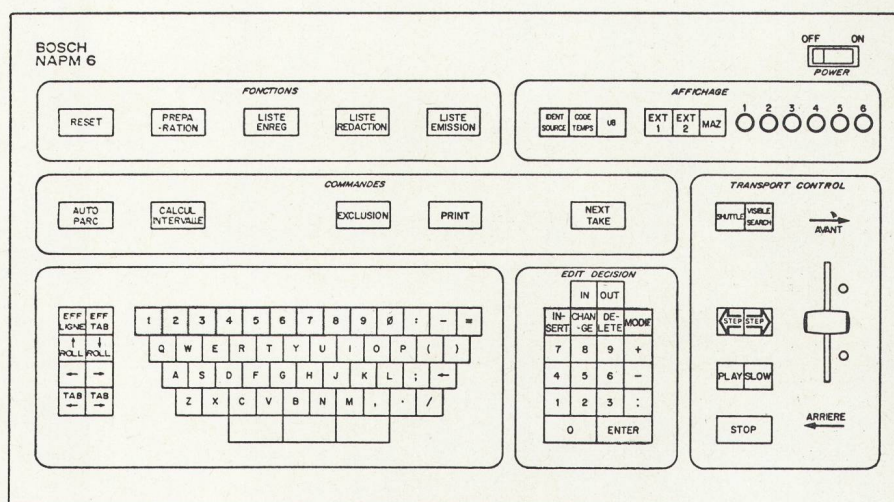 BOSCH
NAPM 6
OFF ON
POWER
FONCTIONS
RESET
PREPA
-RATION
LISTE
ENREG
LISTE
REDACTION
LISTE
EMISSION
AFFICHAGE
IDENT
SOURCE
CODE
TEMPS
UB
EXT
1
EXT
2
MAZ
1 2 3 4 5 6
COMMANDES
AUTO
PARC
CALCUL
INTERVALLE
EXCLUSION
PRINT
NEXT
TAKE
TRANSPORT CONTROL
SHUTTLE
VISIBLE
SEARCH
AVANT
STEP STEP
PLAY SLOW
STOP
ARRIERE
EFF
LIGNE
EFF
TAB
↑
ROLL
↓
ROLL
← →
TAB
←
TAB
→
1 2 3 4 5 6 7 8 9 Ø : - =
Q W E R T Y U I O P ( )
A S D F G H J K L ; ←
Z X C V B N M , . /
EDIT DECISION
IN OUT
IN-
SERT
CHAN
-GE
DE-
LETE
MODE
7 8 9 +
4 5 6 -
1 2 3 :
0 ENTER